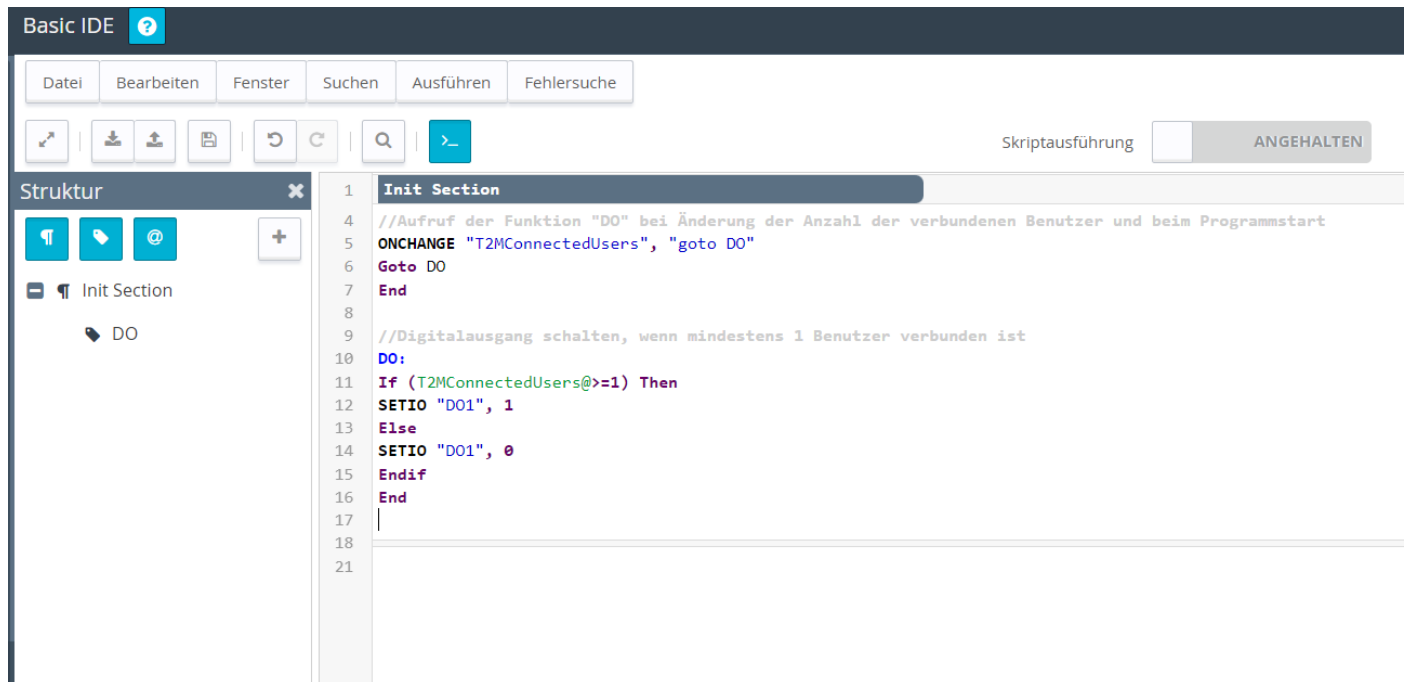 Basic IDE ?
Datei Bearbeiten Fenster Suchen Ausführen Fehlersuche
>_ Skriptausführung ANGEHALTEN
Struktur
¶ @ +
¶ Init Section
DO
1 Init Section
4 //Aufruf der Funktion "DO" bei Änderung der Anzahl der verbundenen Benutzer und beim Programmstart
5 ONCHANGE "T2MConnectedUsers", "goto DO"
6 Goto DO
7 End
8
9 //Digitalausgang schalten, wenn mindestens 1 Benutzer verbunden ist
10 DO:
11 If (T2MConnectedUsers@>=1) Then
12 SETIO "DO1", 1
13 Else
14 SETIO "DO1", 0
15 Endif
16 End
17
18
21